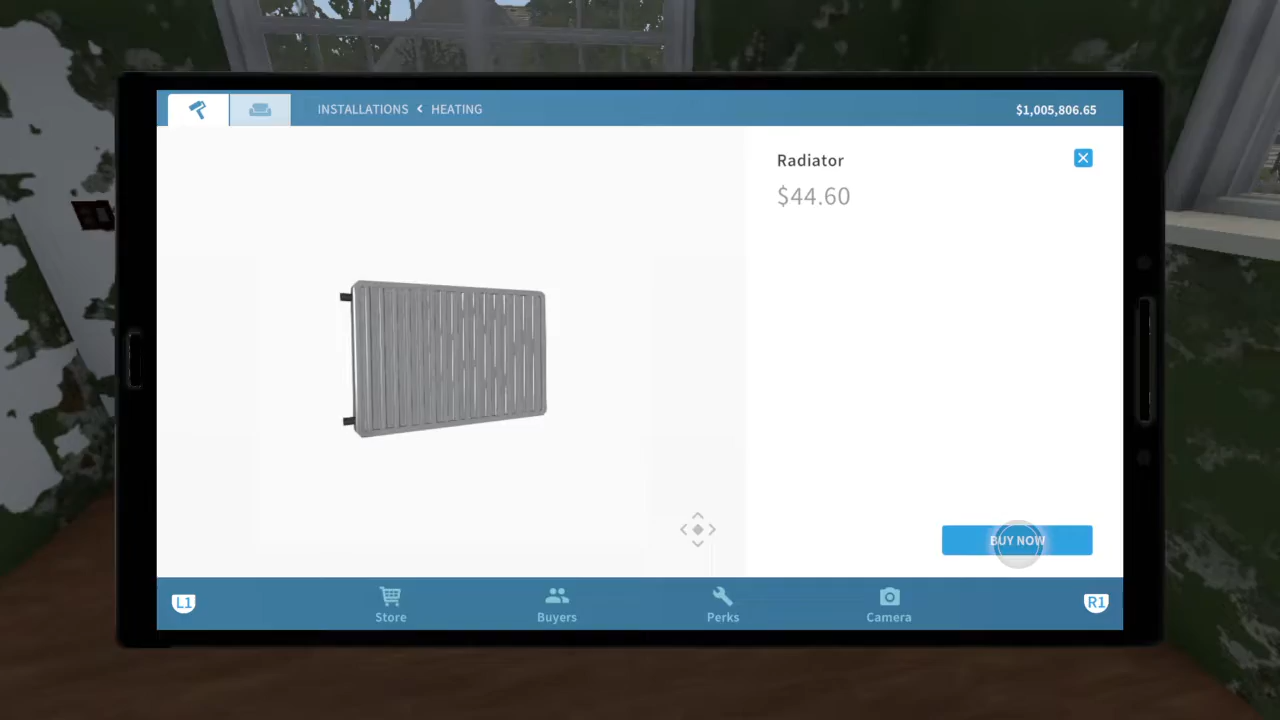 INSTALLATIONS < HEATING
$1,005,806.65
Radiator
$44.60
BUY NOW
L1
Store
Buyers
Perks
Camera
R1